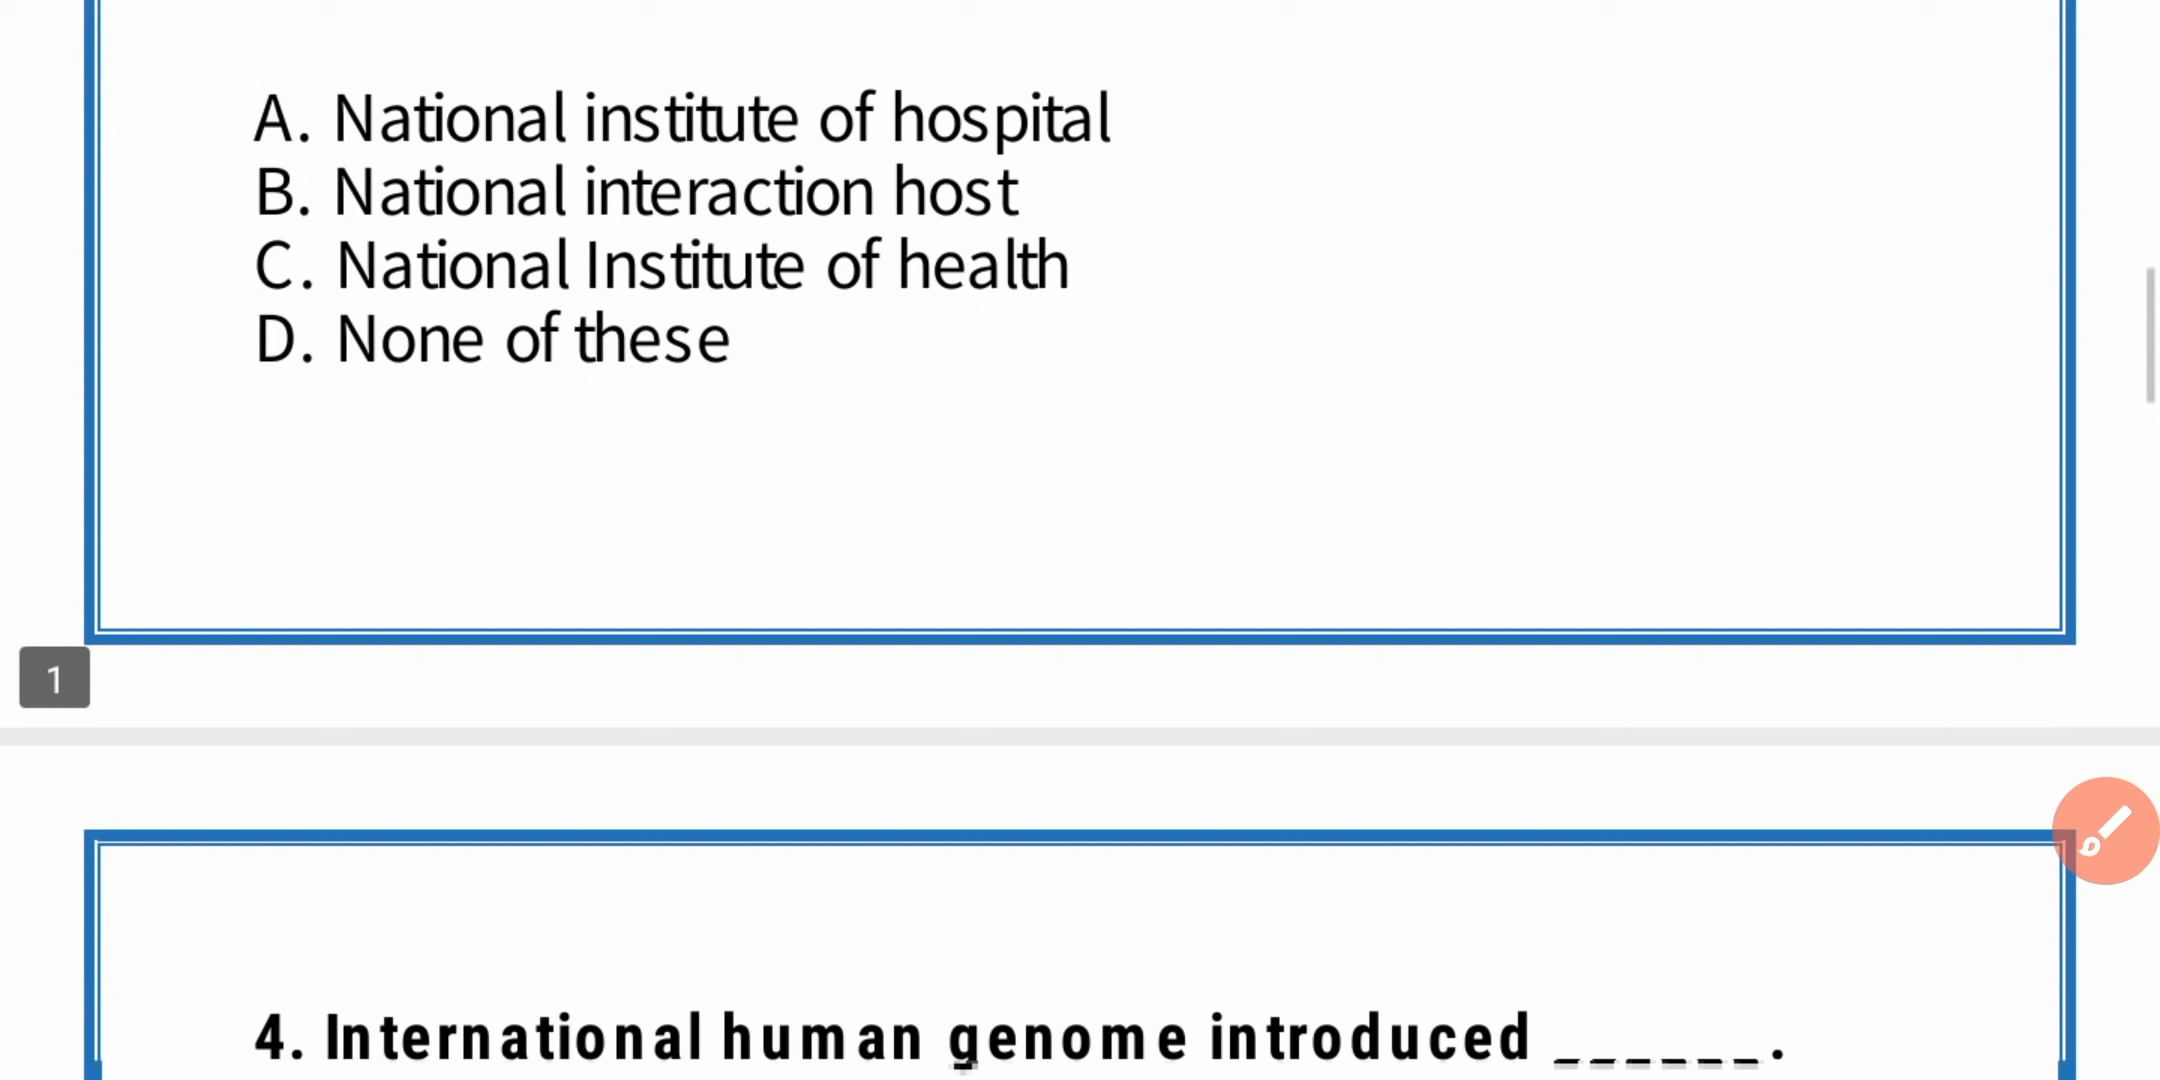 A. National institute of hospital
B. National interaction host
C. National Institute of health
D. None of these
1
4. International human genome introduced ______.